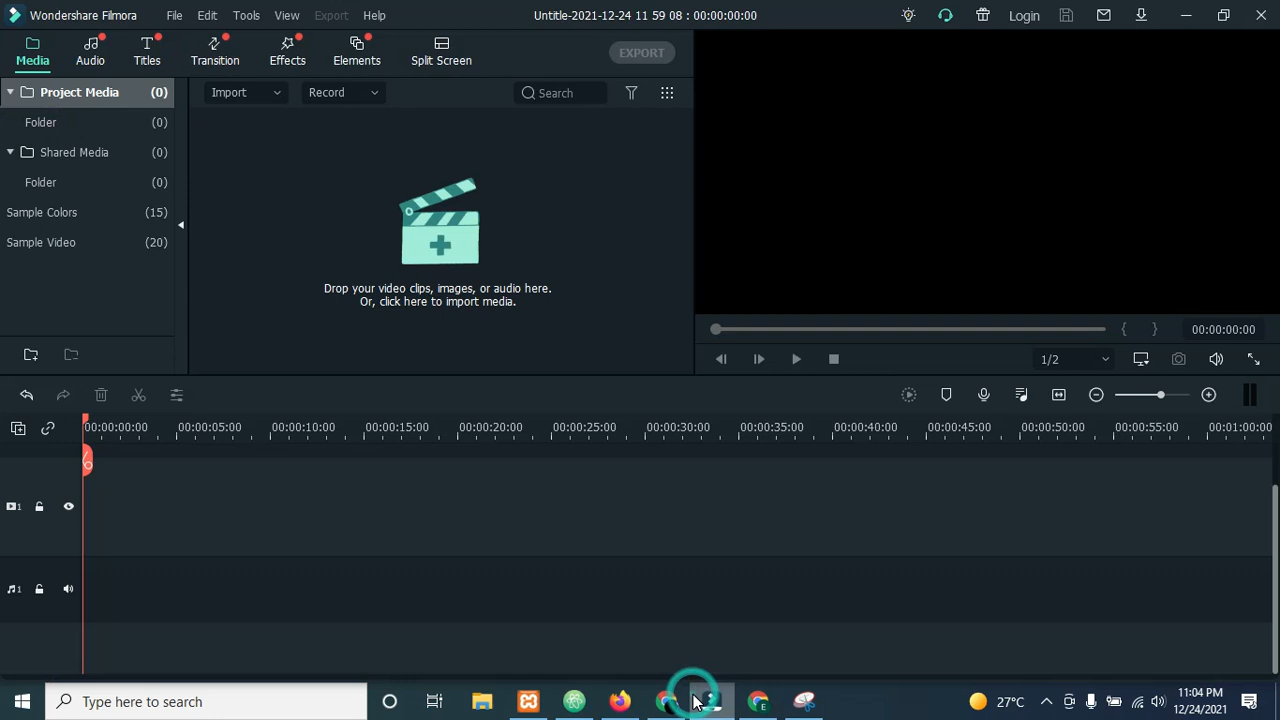 Wondershare Filmora File Edit Tools View Export Help Untitle-2021-12-24 11 59 08 : 00:00:00:00 Login
Media Audio Titles Transition Effects Elements Split Screen EXPORT
Project Media (0)
Folder (0)
Shared Media (0)
Folder (0)
Sample Colors (15)
Sample Video (20)
Import Record Search
Drop your video clips, images, or audio here.
Or, click here to import media.
00:00:00:00
1/2
00:00:00:00 00:00:05:00 00:00:10:00 00:00:15:00 00:00:20:00 00:00:25:00 00:00:30:00 00:00:35:00 00:00:40:00 00:00:45:00 00:00:50:00 00:00:55:00 00:01:00:00
1
1
Type here to search 27°C 11:04 PM
12/24/2021